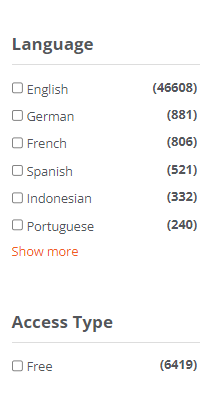 Language
English (46608)
German (881)
French (806)
Spanish (521)
Indonesian (332)
Portuguese (240)
Show more
Access Type
Free (6419)